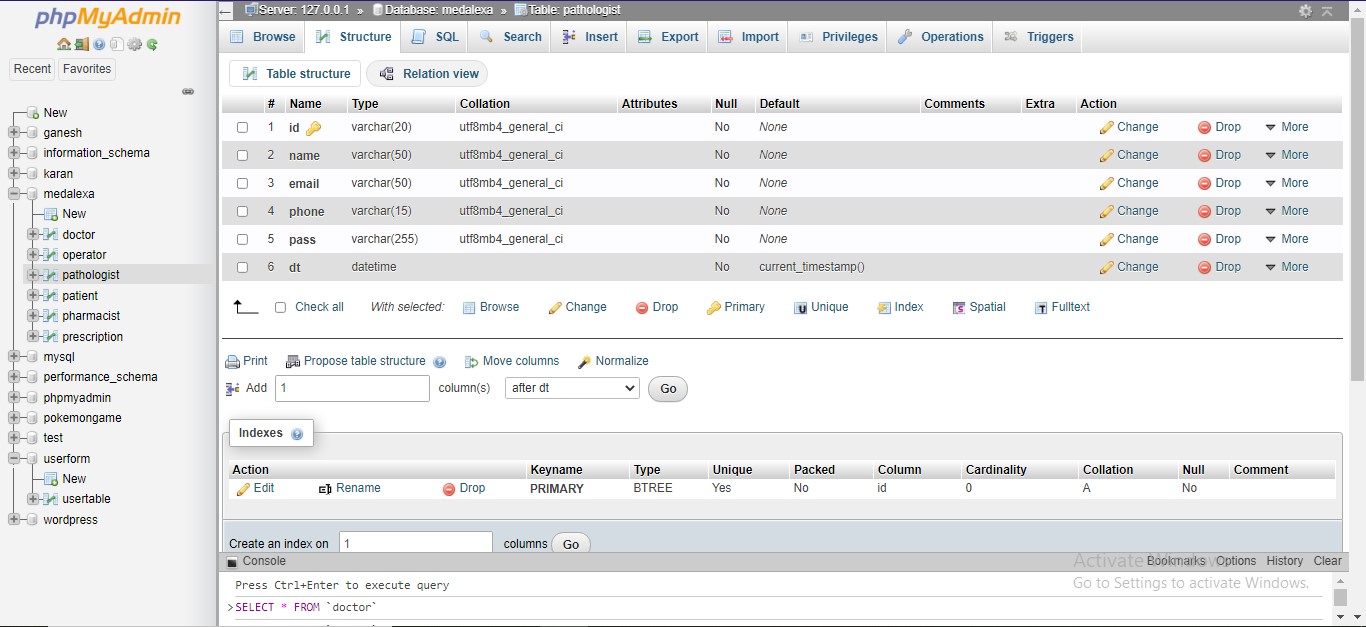 phpMyAdmin
Recent Favorites
New
ganesh
information_schema
karan
medalexa
New
doctor
operator
pathologist
patient
pharmacist
prescription
mysql
performance_schema
phpmyadmin
pokemongame
test
userform
New
usertable
wordpress
Server: 127.0.0.1 » Database: medalexa » Table: pathologist
Browse Structure SQL Search Insert Export Import Privileges Operations Triggers
Table structure Relation view
# Name Type Collation Attributes Null Default Comments Extra Action
1 id varchar(20) utf8mb4_general_ci No None Change Drop More
2 name varchar(50) utf8mb4_general_ci No None Change Drop More
3 email varchar(50) utf8mb4_general_ci No None Change Drop More
4 phone varchar(15) utf8mb4_general_ci No None Change Drop More
5 pass varchar(255) utf8mb4_general_ci No None Change Drop More
6 dt datetime No current_timestamp() Change Drop More
Check all With selected: Browse Change Drop Primary Unique Index Spatial Fulltext
Print Propose table structure Move columns Normalize
Add 1 column(s) after dt Go
Indexes
Action Keyname Type Unique Packed Column Cardinality Collation Null Comment
Edit Rename Drop PRIMARY BTREE Yes No id 0 A No
Create an index on 1 columns Go
Console Bookmarks Options History Clear
Activate Windows
Go to Settings to activate Windows.
Press Ctrl+Enter to execute query
>SELECT * FROM `doctor`